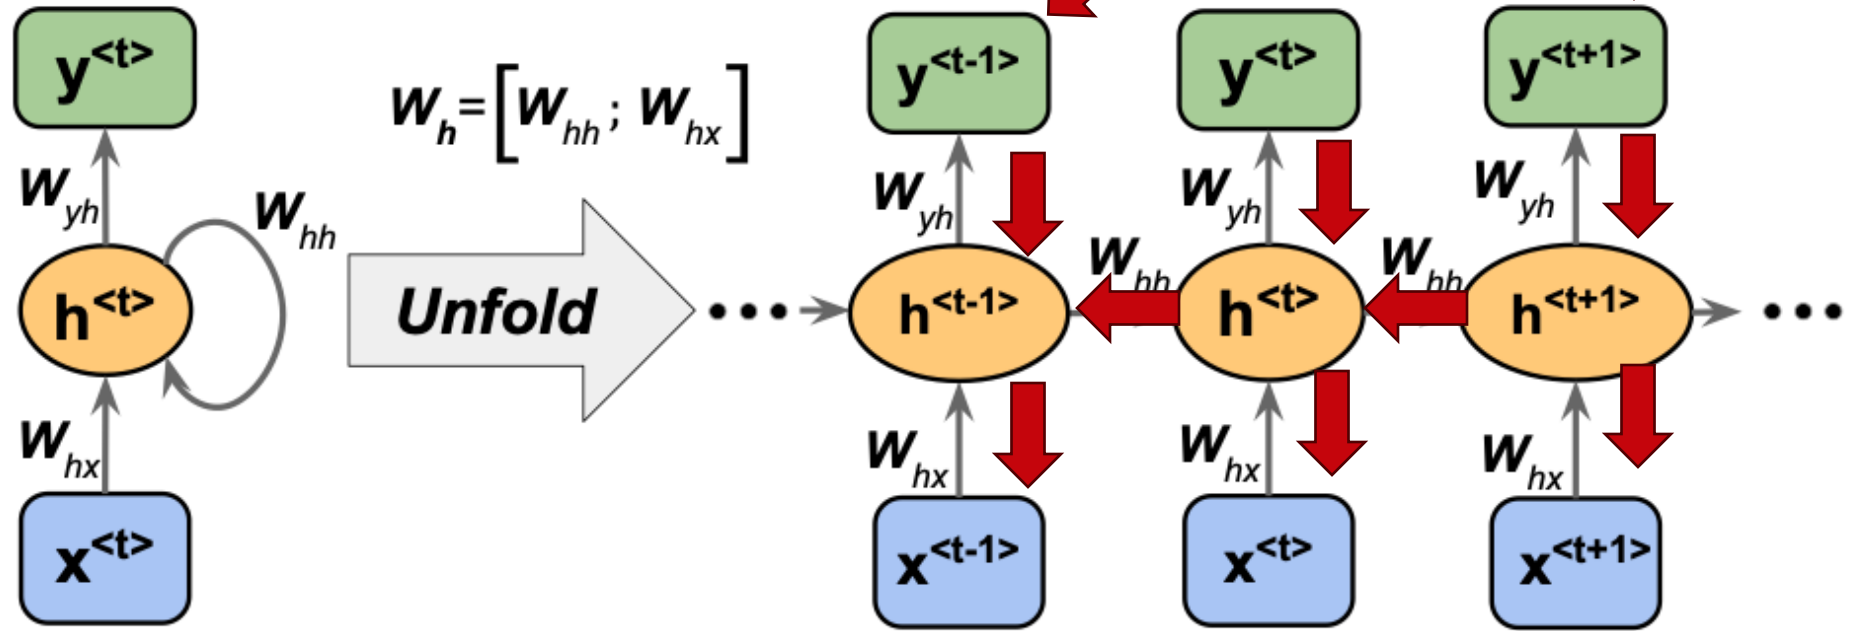 y<t>
W_yh
W_hh
h<t>
W_hx
x<t>
W_h=[W_hh ; W_hx]
Unfold
•••
y<t-1>
y<t>
y<t+1>
W_yh
W_yh
W_yh
W_hh
W_hh
h<t-1>
h<t>
h<t+1>
•••
W_hx
W_hx
W_hx
x<t-1>
x<t>
x<t+1>